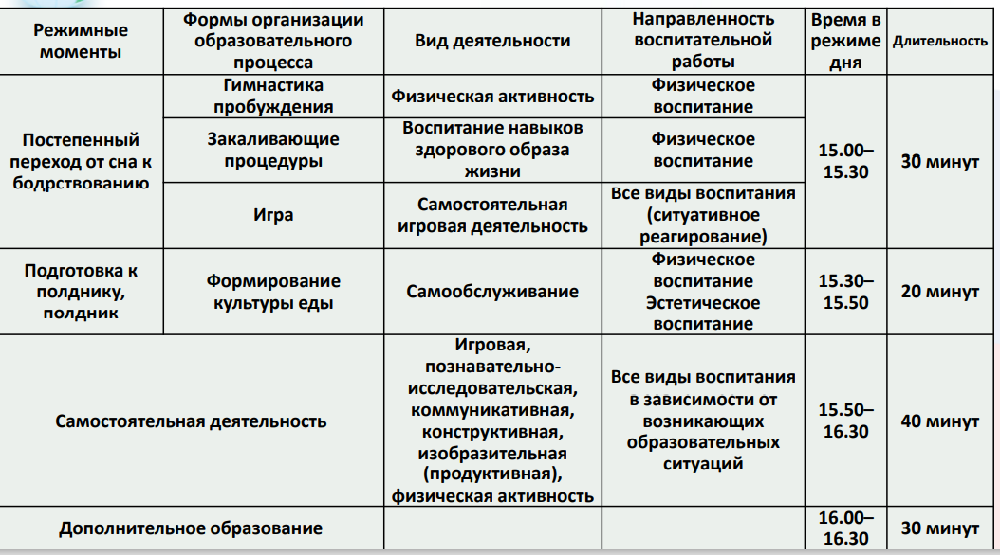 Режимные
моменты
Формы организации
образовательного
процесса
Вид деятельности
Направленность
воспитательной
работы
Время в
режиме
дня
Длительность
Постепенный
переход от сна к
бодрствованию
Гимнастика
пробуждения
Физическая активность
Физическое
воспитание
15.00–
15.30
30 минут
Закаливающие
процедуры
Воспитание навыков
здорового образа
жизни
Физическое
воспитание
Игра
Самостоятельная
игровая деятельность
Все виды воспитания
(ситуативное
реагирование)
Подготовка к
полднику,
полдник
Формирование
культуры еды
Самообслуживание
Физическое
воспитание
Эстетическое
воспитание
15.30–
15.50
20 минут
Самостоятельная деятельность
Игровая,
познавательно-
исследовательская,
коммуникативная,
конструктивная,
изобразительная
(продуктивная),
физическая активность
Все виды воспитания
в зависимости от
возникающих
образовательных
ситуаций
15.50–
16.30
40 минут
Дополнительное образование
16.00–
16.30
30 минут